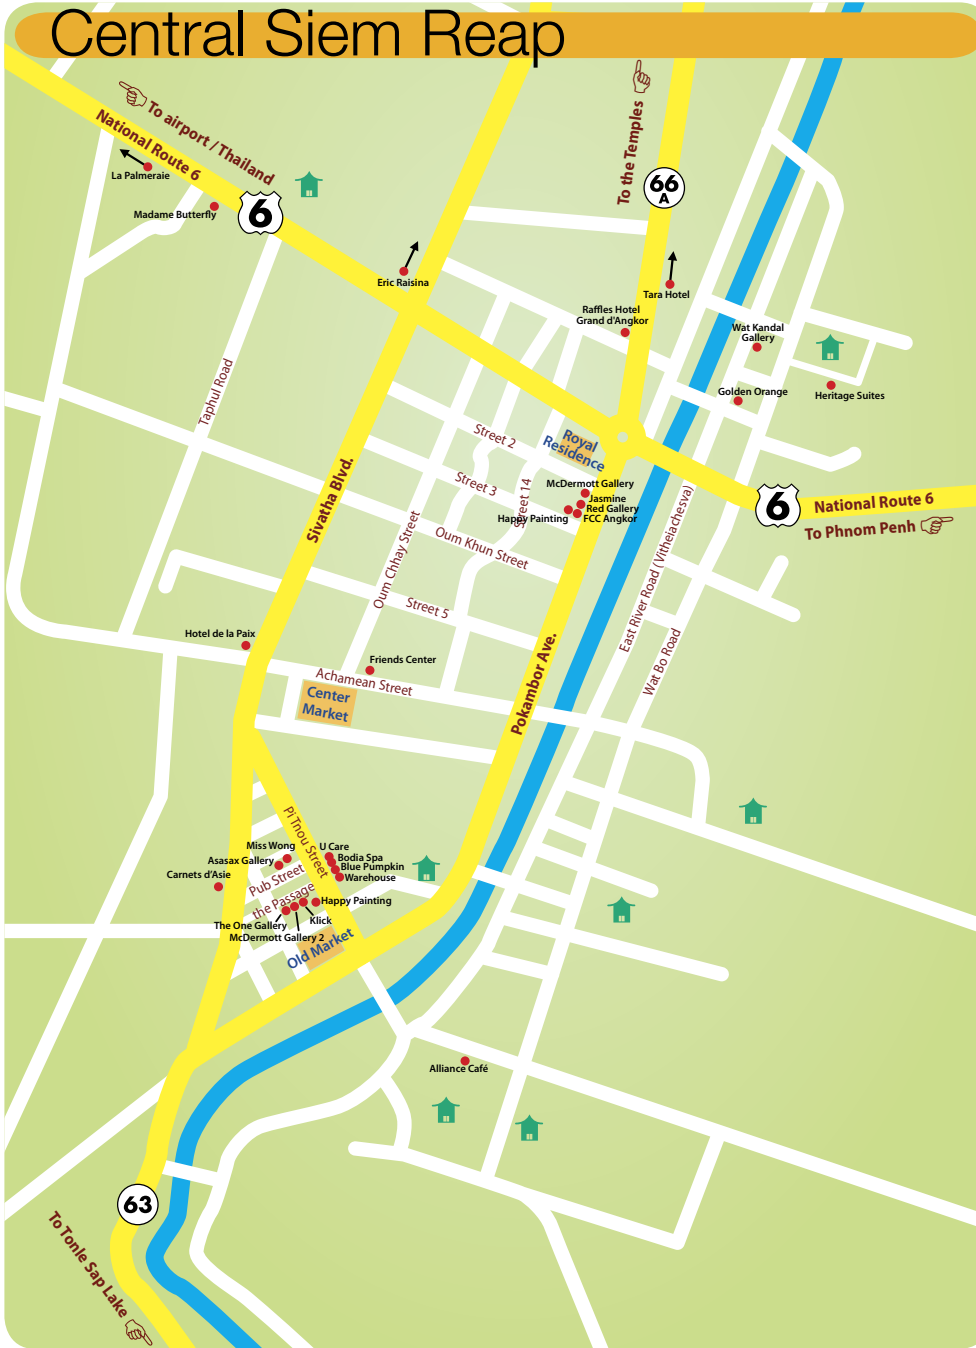 Central Siem Reap
To airport / Thailand
National Route 6
La Palmeraie
Madame Butterfly
6
To the Temples
66
A
Eric Raisina
Tara Hotel
Raffles Hotel
Grand d'Angkor
Wat Kandal
Gallery
Golden Orange
Heritage Suites
Taphul Road
Sivatha Blvd.
Street 2
Royal
Residence
Street 3
Street 14
McDermott Gallery
Jasmine
Red Gallery
Happy Painting
FCC Angkor
6
National Route 6
To Phnom Penh
Oum Chhay Street
Oum Khun Street
Street 5
East River Road (Vithelachesva)
Wat Bo Road
Hotel de la Paix
Friends Center
Achamean Street
Center
Market
Pokambor Ave.
Pi Tnou Street
Miss Wong
U Care
Asasax Gallery
Bodia Spa
Blue Pumpkin
Carnets d'Asie
Warehouse
Pub Street
the Passage
Happy Painting
The One Gallery
Klick
McDermott Gallery 2
Old Market
Alliance Café
63
To Tonle Sap Lake